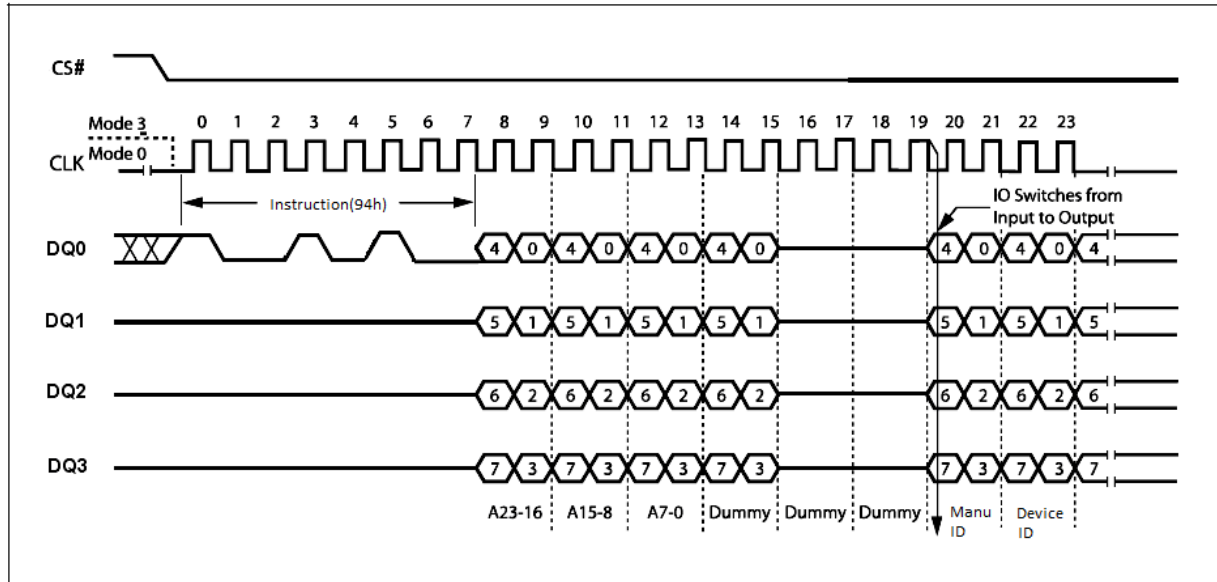 CS#
Mode 3
0 1 2 3 4 5 6 7 8 9 10 11 12 13 14 15 16 17 18 19 20 21 22 23
Mode 0
CLK
Instruction(94h)
IO Switches from
Input to Output
DQ0 4 0 4 0 4 0 4 0 4 0 4 0 4
DQ1 5 1 5 1 5 1 5 1 5 1 5 1 5
DQ2 6 2 6 2 6 2 6 2 6 2 6 2 6
DQ3 7 3 7 3 7 3 7 3 7 3 7 3 7
A23-16 A15-8 A7-0 Dummy Dummy Dummy Manu Device
ID ID